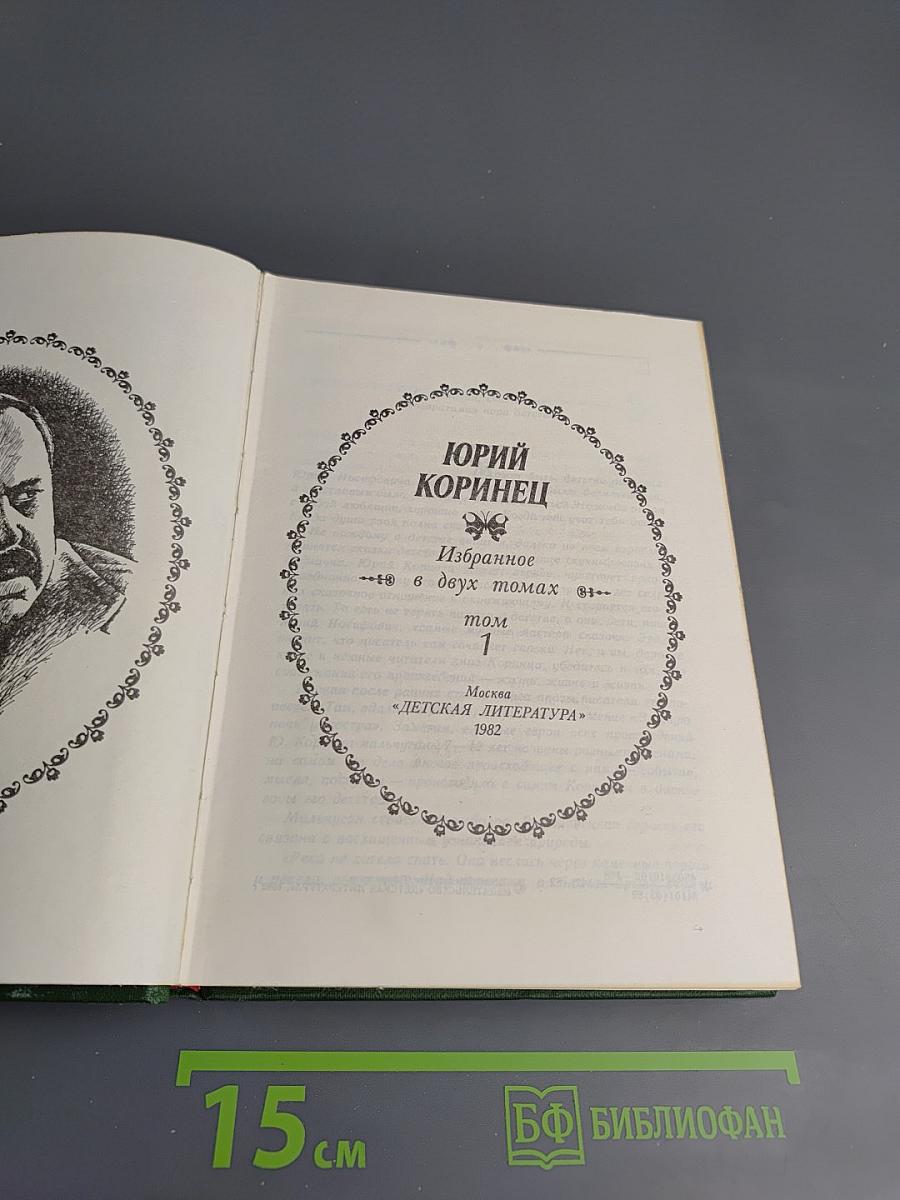 ЮРИЙ
КОРИНЕЦ
Избранное
в двух томах
том
1
Москва
«ДЕТСКАЯ ЛИТЕРАТУРА»
1982
15 см
БФ БИБЛИОФАН